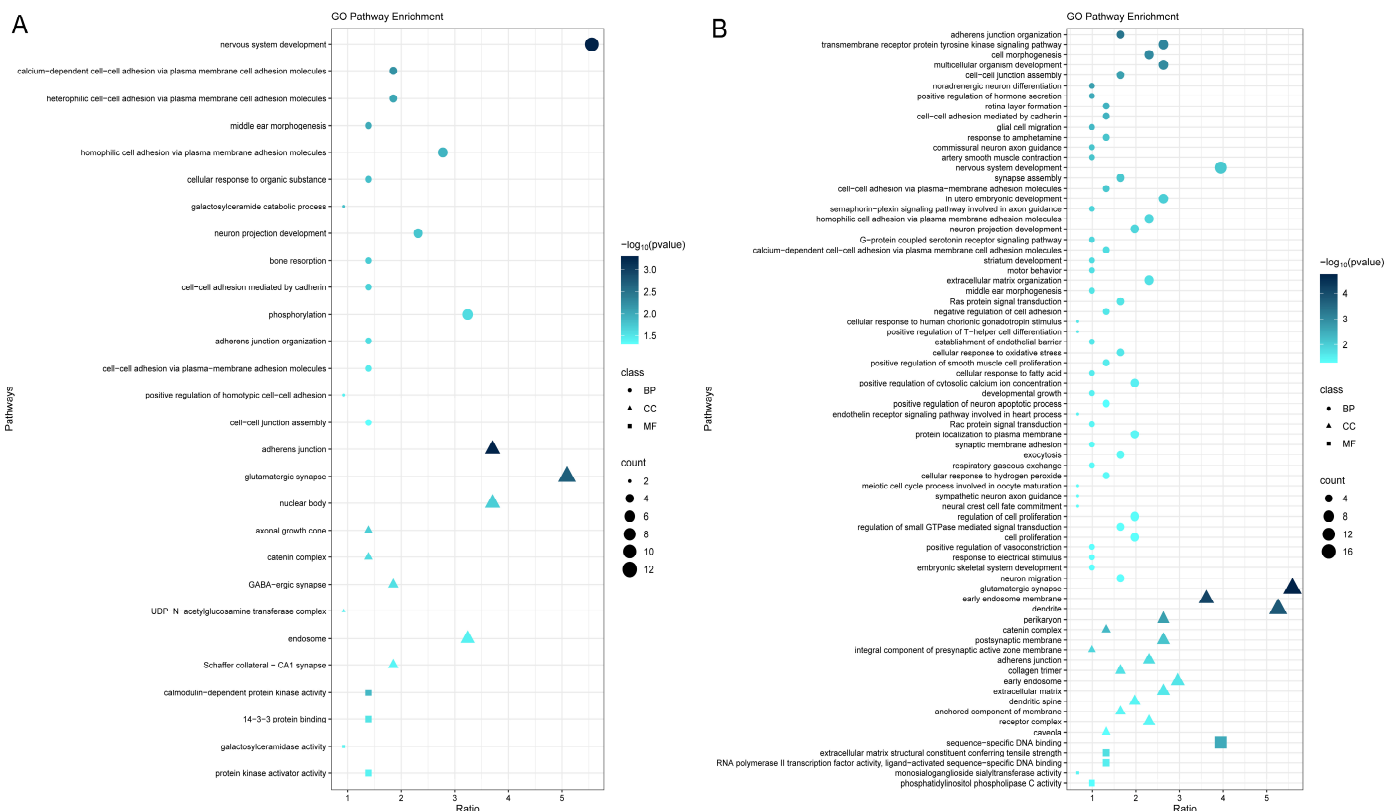 A
GO Pathway Enrichment
Pathways
nervous system development
calcium-dependent cell-cell adhesion via plasma membrane cell adhesion molecules
heterophilic cell-cell adhesion via plasma membrane cell adhesion molecules
middle ear morphogenesis
homophilic cell adhesion via plasma membrane adhesion molecules
cellular response to organic substance
galactosylceramide catabolic process
neuron projection development
bone resorption
cell-cell adhesion mediated by cadherin
phosphorylation
adherens junction organization
cell-cell adhesion via plasma-membrane adhesion molecules
positive regulation of homotypic cell-cell adhesion
cell-cell junction assembly
adherens junction
glutamatergic synapse
nuclear body
axonal growth cone
catenin complex
GABA-ergic synapse
UDP-N-acetylglucosamine transferase complex
endosome
Schaffer collateral - CA1 synapse
calmodulin-dependent protein kinase activity
14-3-3 protein binding
galactosylceramidase activity
protein kinase activator activity
1 2 3 4 5
Ratio
-log10(pvalue)
3.0
2.5
2.0
1.5
class
BP
CC
MF
count
2
4
6
8
10
12
B
GO Pathway Enrichment
Pathways
adherens junction organization
transmembrane receptor protein tyrosine kinase signaling pathway
cell morphogenesis
multicellular organism development
cell-cell junction assembly
noradrenergic neuron differentiation
positive regulation of hormone secretion
retina layer formation
cell-cell adhesion mediated by cadherin
glial cell migration
response to amphetamine
commissural neuron axon guidance
artery smooth muscle contraction
nervous system development
synapse assembly
cell-cell adhesion via plasma-membrane adhesion molecules
in utero embryonic development
semaphorin-plexin signaling pathway involved in axon guidance
homophilic cell adhesion via plasma membrane adhesion molecules
neuron projection development
G-protein coupled serotonin receptor signaling pathway
calcium-dependent cell-cell adhesion via plasma membrane cell adhesion molecules
striatum development
motor behavior
extracellular matrix organization
middle ear morphogenesis
Ras protein signal transduction
negative regulation of cell adhesion
cellular response to human chorionic gonadotropin stimulus
positive regulation of T-helper cell differentiation
establishment of endothelial barrier
cellular response to oxidative stress
positive regulation of smooth muscle cell proliferation
cellular response to fatty acid
positive regulation of cytosolic calcium ion concentration
developmental growth
positive regulation of neuron apoptotic process
endothelin receptor signaling pathway involved in heart process
Rac protein signal transduction
protein localization to plasma membrane
synaptic membrane adhesion
exocytosis
respiratory gaseous exchange
cellular response to hydrogen peroxide
meiotic cell cycle process involved in oocyte maturation
sympathetic neuron axon guidance
neural crest cell fate commitment
regulation of cell proliferation
regulation of small GTPase mediated signal transduction
cell proliferation
positive regulation of vasoconstriction
response to electrical stimulus
embryonic skeletal system development
neuron migration
glutamatergic synapse
early endosome membrane
dendrite
perikaryon
catenin complex
postsynaptic membrane
integral component of presynaptic active zone membrane
adherens junction
collagen trimer
early endosome
extracellular matrix
dendritic spine
anchored component of membrane
receptor complex
caveola
sequence-specific DNA binding
extracellular matrix structural constituent conferring tensile strength
RNA polymerase II transcription factor activity, ligand-activated sequence-specific DNA binding
monosialoganglioside sialyltransferase activity
phosphatidylinositol phospholipase C activity
1 2 3 4 5
Ratio
-log10(pvalue)
4
3
2
class
BP
CC
MF
count
4
8
12
16